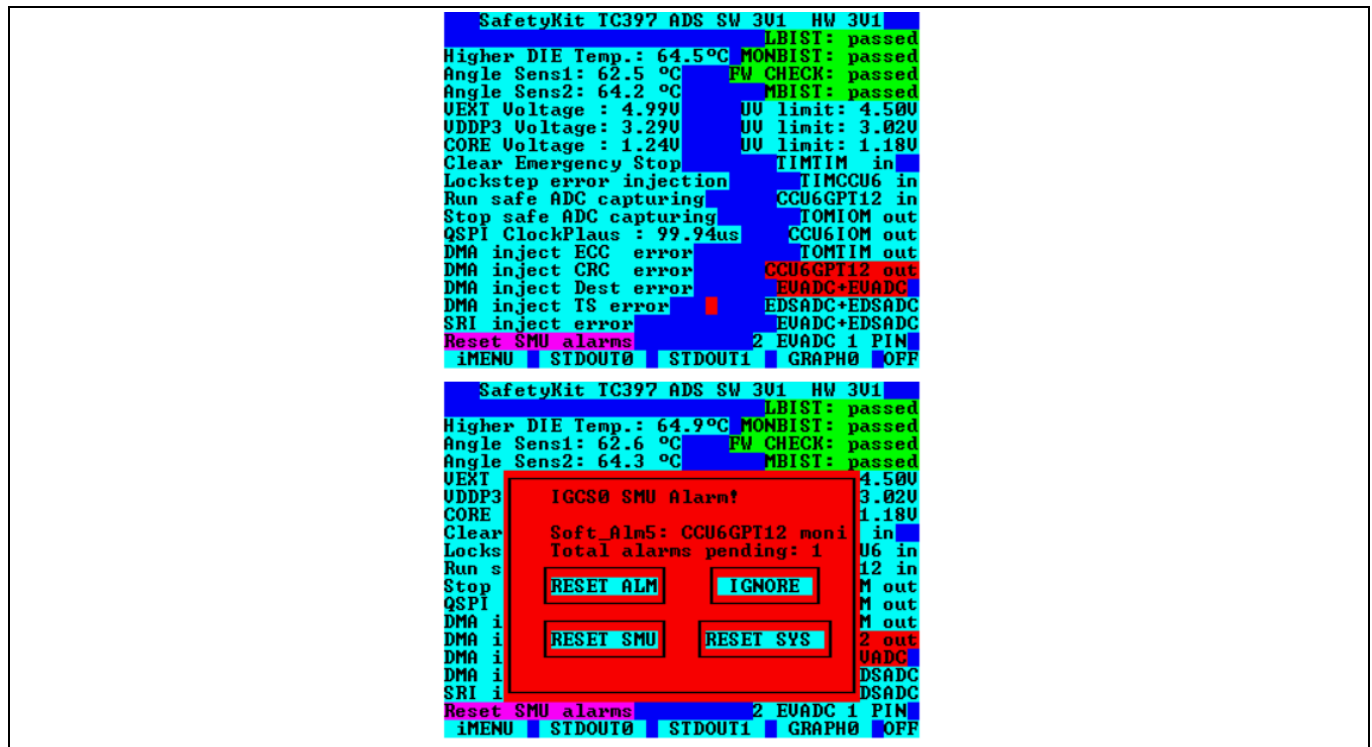 SafetyKit TC397 ADS SW 3V1 HW 3V1
LBIST: passed
Higher DIE Temp.: 64.5ºC MONBIST: passed
Angle Sens1: 62.5 ºC FW CHECK: passed
Angle Sens2: 64.2 ºC MBIST: passed
VEXT Voltage : 4.99V UV limit: 4.50V
VDDP3 Voltage: 3.29V UV limit: 3.02V
CORE Voltage : 1.24V UV limit: 1.18V
Clear Emergency Stop TIMTIM in
Lockstep error injection TIMCCU6 in
Run safe ADC capturing CCU6GPT12 in
Stop safe ADC capturing TOMIOM out
QSPI ClockPlaus : 99.94us CCU6IOM out
DMA inject ECC error TOMTIM out
DMA inject CRC error CCU6GPT12 out
DMA inject Dest error EVADC+EVADC
DMA inject TS error EDSADC+EDSADC
SRI inject error EVADC+EDSADC
Reset SMU alarms 2 EVADC 1 PIN
iMENU STDOUT0 STDOUT1 GRAPH0 OFF
SafetyKit TC397 ADS SW 3V1 HW 3V1
LBIST: passed
Higher DIE Temp.: 64.9ºC MONBIST: passed
Angle Sens1: 62.6 ºC FW CHECK: passed
Angle Sens2: 64.3 ºC MBIST: passed
VEXT 4.50V
VDDP3 IGCS0 SMU Alarm! 3.02V
CORE 1.18V
Clear Soft_Alm5: CCU6GPT12 moni in
Locks Total alarms pending: 1 U6 in
Run s 12 in
Stop RESET ALM IGNORE M out
QSPI M out
DMA i M out
DMA i RESET SMU RESET SYS 2 out
DMA i VADC
DMA i DSADC
SRI i DSADC
Reset SMU alarms 2 EVADC 1 PIN
iMENU STDOUT0 STDOUT1 GRAPH0 OFF